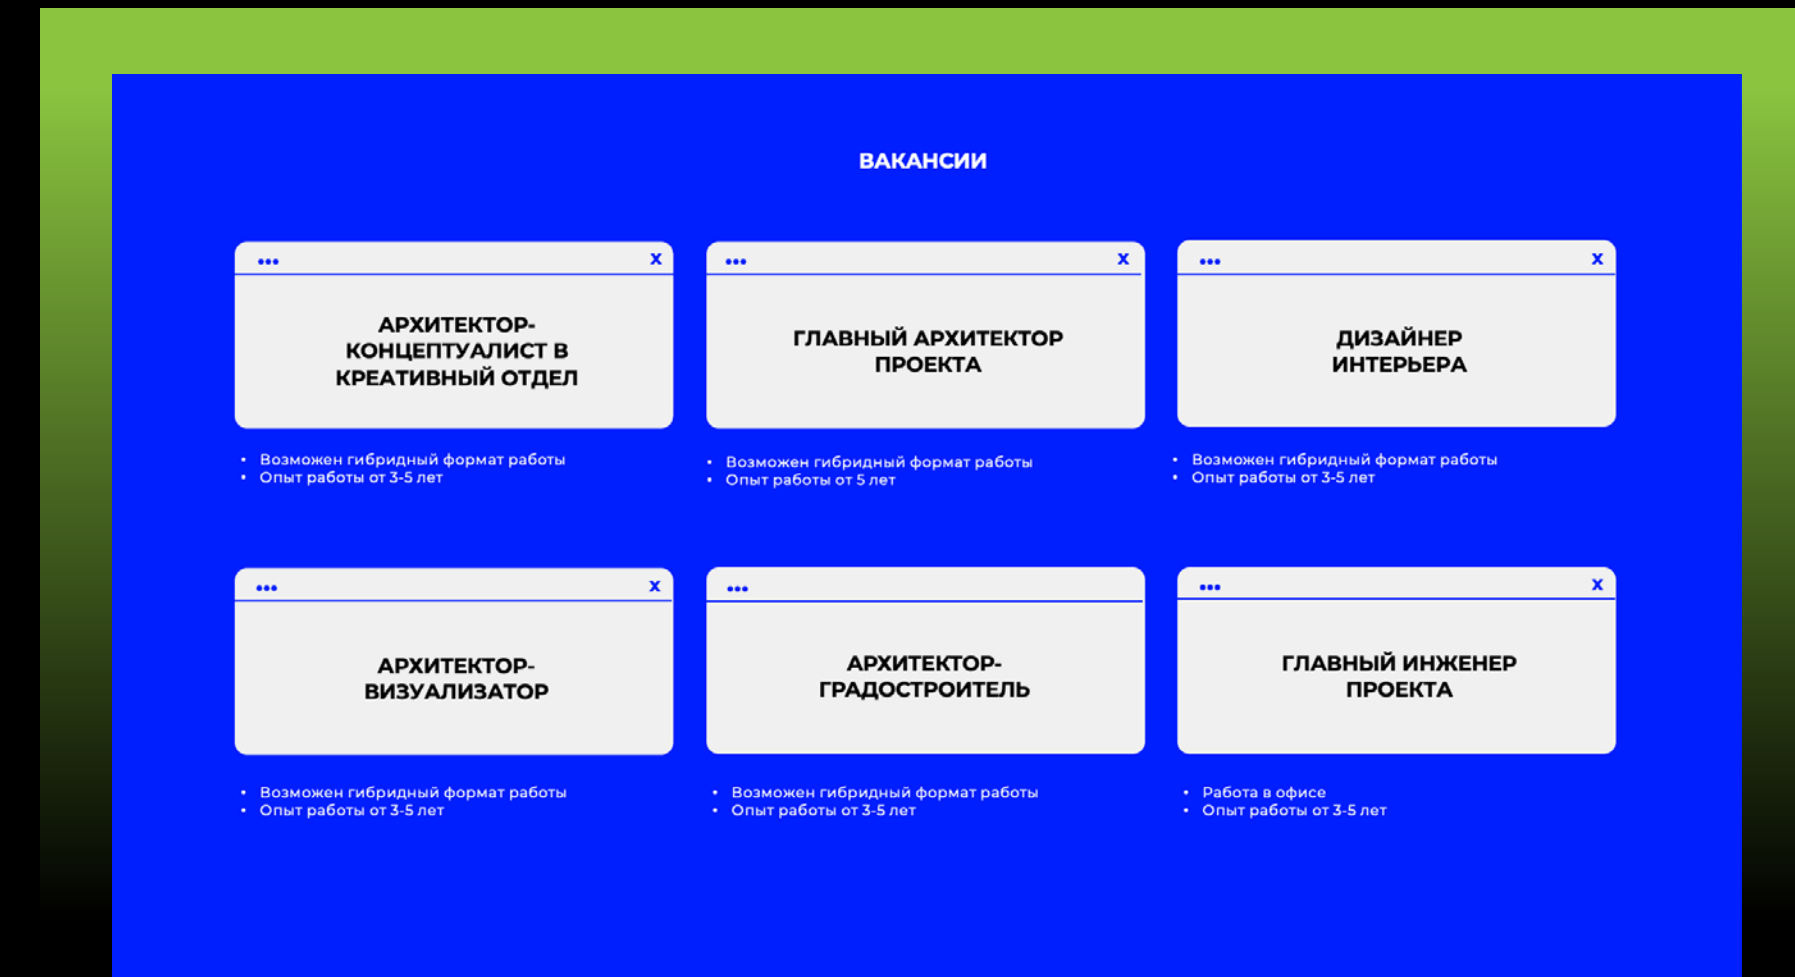 ВАКАНСИИ
••• X
АРХИТЕКТОР-
КОНЦЕПТУАЛИСТ В
КРЕАТИВНЫЙ ОТДЕЛ
• Возможен гибридный формат работы
• Опыт работы от 3-5 лет
••• X
ГЛАВНЫЙ АРХИТЕКТОР
ПРОЕКТА
• Возможен гибридный формат работы
• Опыт работы от 5 лет
••• X
ДИЗАЙНЕР
ИНТЕРЬЕРА
• Возможен гибридный формат работы
• Опыт работы от 3-5 лет
••• X
АРХИТЕКТОР-
ВИЗУАЛИЗАТОР
• Возможен гибридный формат работы
• Опыт работы от 3-5 лет
•••
АРХИТЕКТОР-
ГРАДОСТРОИТЕЛЬ
• Возможен гибридный формат работы
• Опыт работы от 3-5 лет
••• X
ГЛАВНЫЙ ИНЖЕНЕР
ПРОЕКТА
• Работа в офисе
• Опыт работы от 3-5 лет